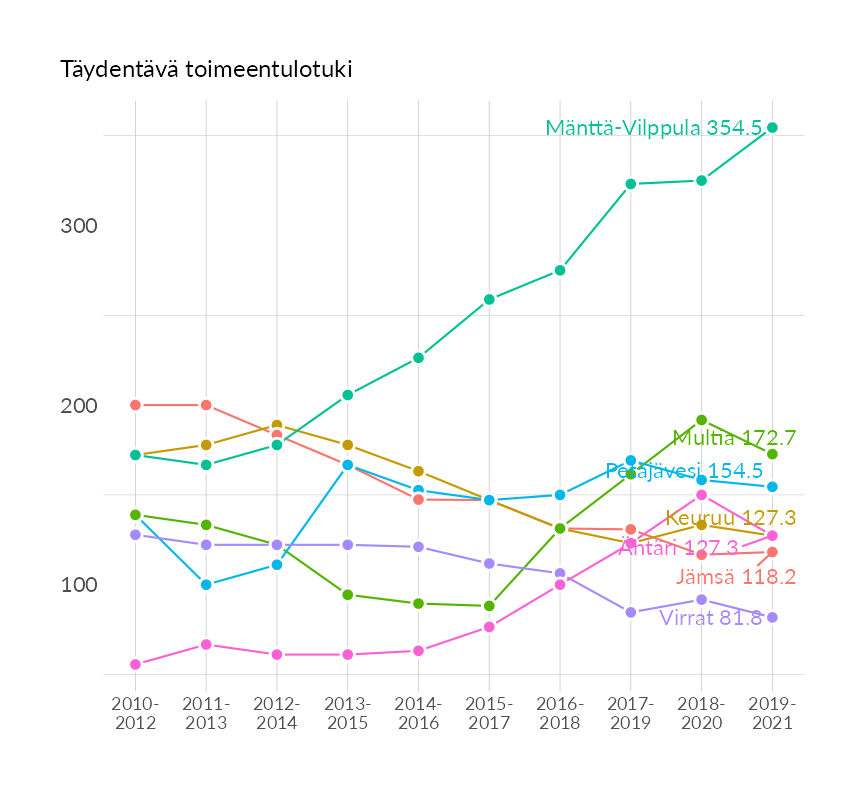 Täydentävä toimeentulotuki
Mänttä-Vilppula 354.5
300
200
Multia 172.7
Petäjävesi 154.5
Keuruu 127.3
Ähtäri 127.3
100
Jämsä 118.2
Virrat 81.8
2010-
2012
2011-
2013
2012-
2014
2013-
2015
2014-
2016
2015-
2017
2016-
2018
2017-
2019
2018-
2020
2019-
2021